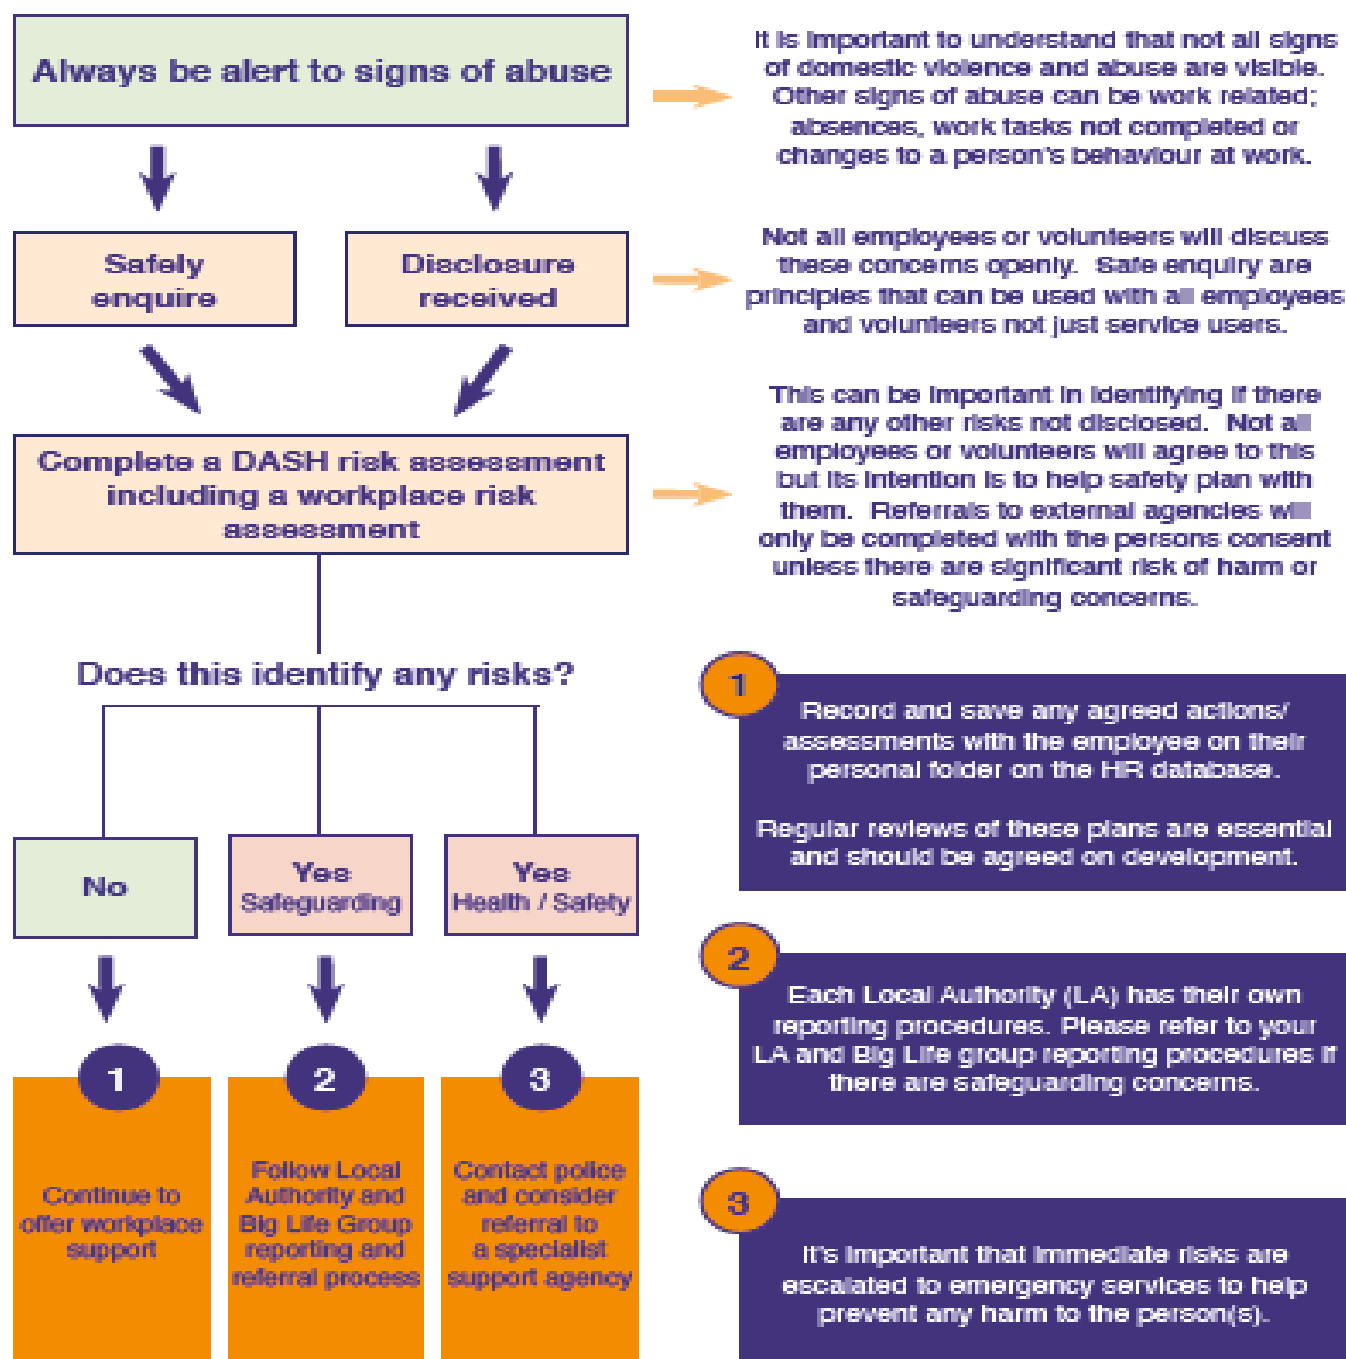 Always be alert to signs of abuse
It is important to understand that not all signs
of domestic violence and abuse are visible.
Other signs of abuse can be work related;
absences, work tasks not completed or
changes to a person's behaviour at work.
Safely
enquire
Disclosure
received
Not all employees or volunteers will discuss
these concerns openly. Safe enquiry are
principles that can be used with all employees
and volunteers not just service users.
Complete a DASH risk assessment
including a workplace risk
assessment
This can be important in identifying if there
are any other risks not disclosed. Not all
employees or volunteers will agree to this
but its intention is to help safety plan with
them. Referrals to external agencies will
only be completed with the persons consent
unless there are significant risk of harm or
safeguarding concerns.
Does this identify any risks?
No
Yes
Safeguarding
Yes
Health / Safety
1
Continue to
offer workplace
support
2
Follow Local
Authority and
Big Life Group
reporting and
referral process
3
Contact police
and consider
referral to
a specialist
support agency
1
Record and save any agreed actions/
assessments with the employee on their
personal folder on the HR database.
Regular reviews of these plans are essential
and should be agreed on development.
2
Each Local Authority (LA) has their own
reporting procedures. Please refer to your
LA and Big Life group reporting procedures if
there are safeguarding concerns.
3
It's important that immediate risks are
escalated to emergency services to help
prevent any harm to the person(s).